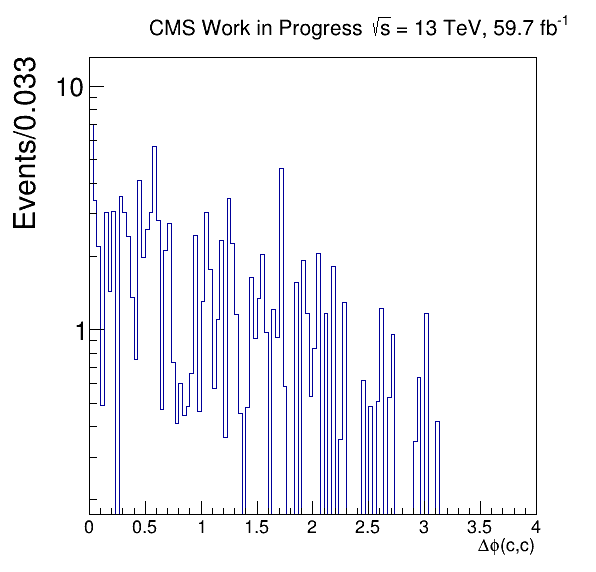 CMS Work in Progress √s = 13 TeV, 59.7 fb⁻¹
Events/0.033
10
1
0 0.5 1 1.5 2 2.5 3 3.5 4
Δϕ(c,c)